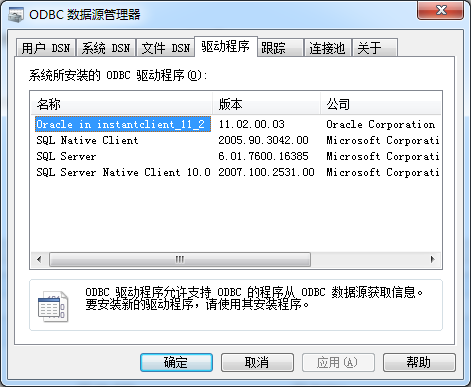 ODBC 数据源管理器
用户 DSN 系统 DSN 文件 DSN 驱动程序 跟踪 连接池 关于
系统所安装的 ODBC 驱动程序(O):
名称 版本 公司
Oracle in instantclient_11_2 11.02.00.03 Oracle Corporation
SQL Native Client 2005.90.3042.00 Microsoft Corporati
SQL Server 6.01.7600.16385 Microsoft Corporati
SQL Server Native Client 10.0 2007.100.2531.00 Microsoft Corporati
ODBC 驱动程序允许支持 ODBC 的程序从 ODBC 数据源获取信息。
要安装新的驱动程序，请使用其安装程序。
确定 取消 应用(A) 帮助